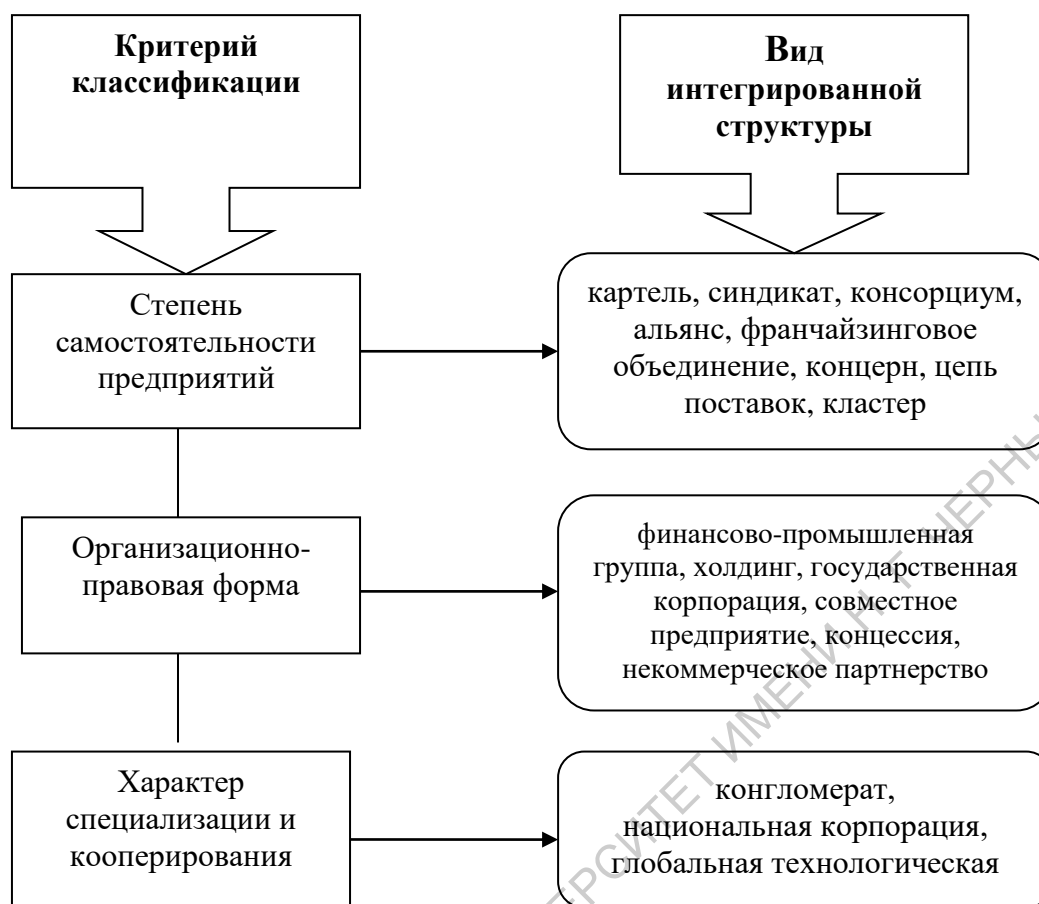 Критерий
классификации
Вид
интегрированной
структуры
Степень
самостоятельности
предприятий
картель, синдикат, консорциум,
альянс, франчайзинговое
объединение, концерн, цепь
поставок, кластер
Организационно-
правовая форма
финансово-промышленная
группа, холдинг, государственная
корпорация, совместное
предприятие, концессия,
некоммерческое партнерство
Характер
специализации и
кооперирования
конгломерат,
национальная корпорация,
глобальная технологическая
ИМЕНИ Н. Г.